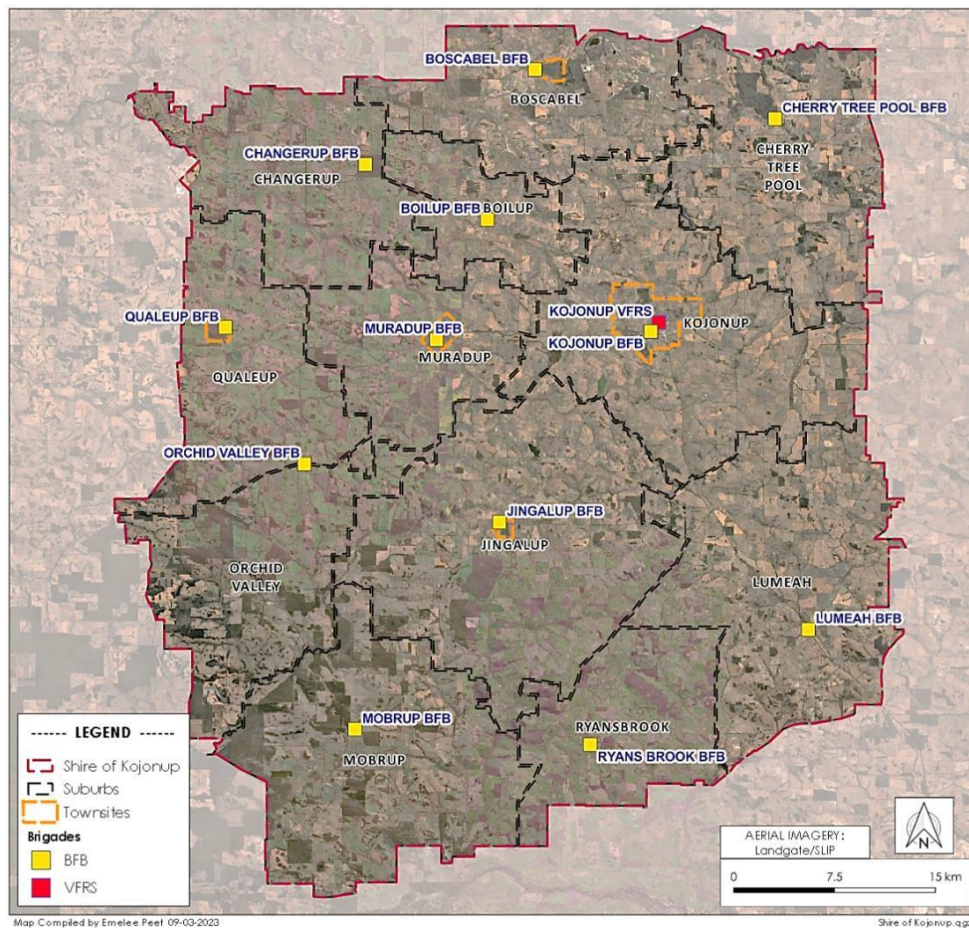 BOSCABEL BFB
BOSCABEL
CHERRY TREE POOL BFB
CHERRY
TREE
POOL
CHANGERUP BFB
CHANGERUP
BOILUP BFB
BOILUP
QUALEUP BFB
QUALEUP
MURADUP BFB
MURADUP
KOJONUP VFRS
KOJONUP
KOJONUP BFB
ORCHID VALLEY BFB
JINGALUP BFB
JINGALUP
ORCHID
VALLEY
LUMEAH
LUMEAH BFB
MOBRUP BFB
MOBRUP
RYANSBROOK
RYANS BROOK BFB
LEGEND
Shire of Kojonup
Suburbs
Townsites
Brigades
BFB
VFRS
AERIAL IMAGERY:
Landgate/SLIP
0 7.5 15 km
N
Map Compiled by Emelee Peet 09-03-2023
Shire of Kojonup.qgz